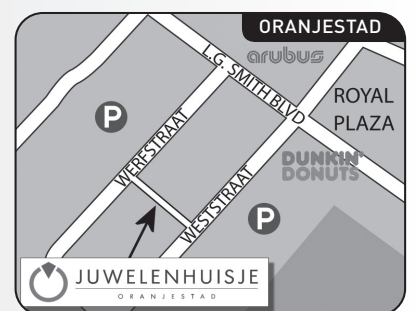 ORANJESTAD
arubus
L.G. SMITH BLVD
ROYAL
PLAZA
P
WERFSTRAAT
DUNKIN'
DONUTS
WESTSTRAAT
P
JUWELENHUISJE
ORANJESTAD